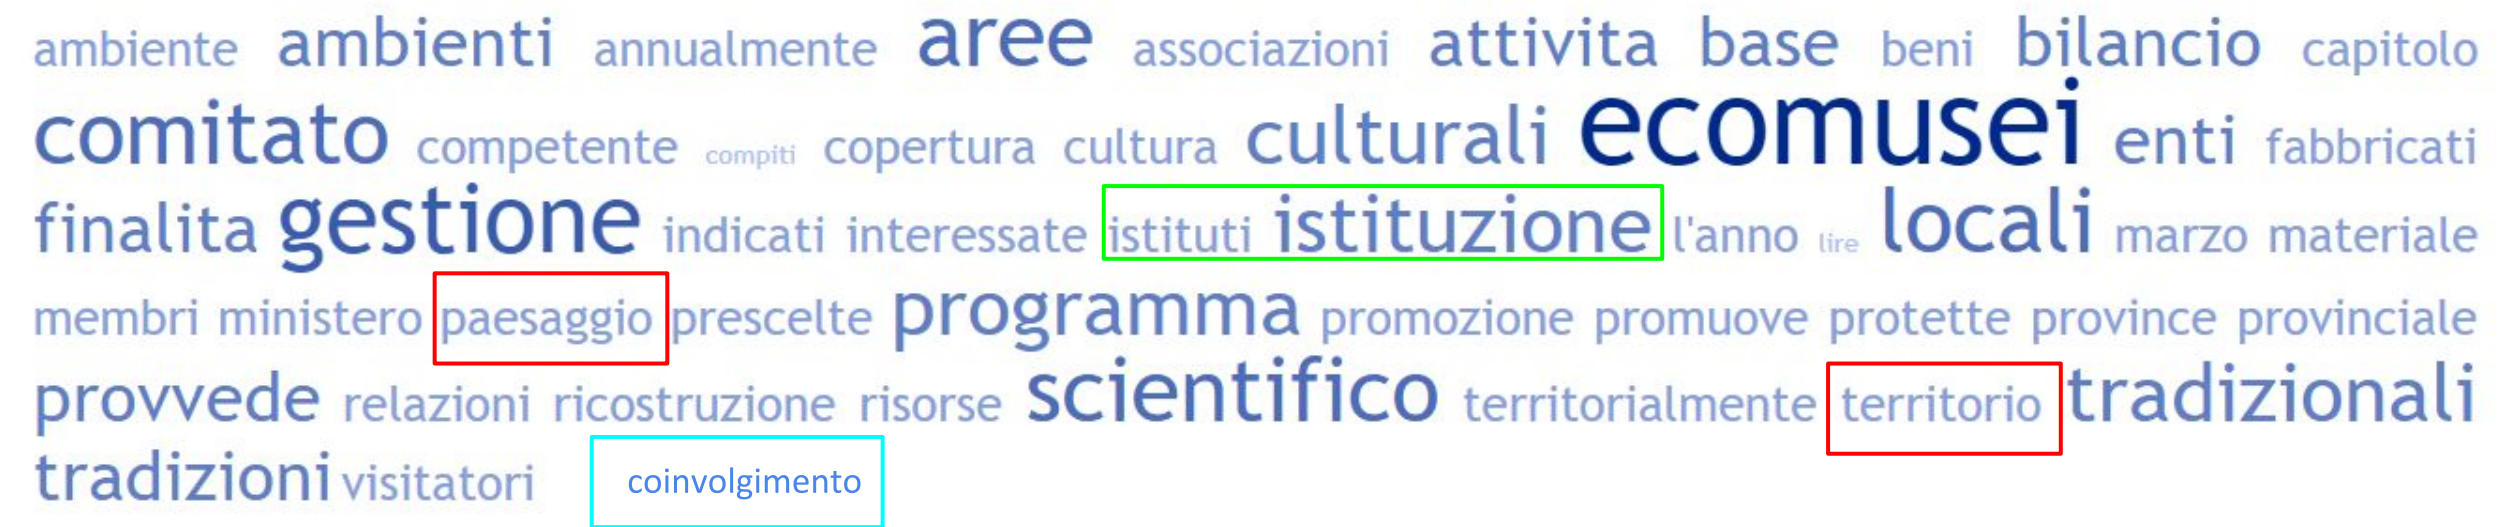 ambiente ambienti annualmente aree associazioni attivita base beni bilancio capitolo
comitato competente compiti copertura cultura culturali ecomusei enti fabbricati
finalita gestione indicati interessate istituti istituzione l'anno lire locali marzo materiale
membri ministero paesaggio prescelte programma promozione promuove protette province provinciale
provvede relazioni ricostruzione risorse scientifico territorialmente territorio tradizionali
tradizioni visitatori coinvolgimento